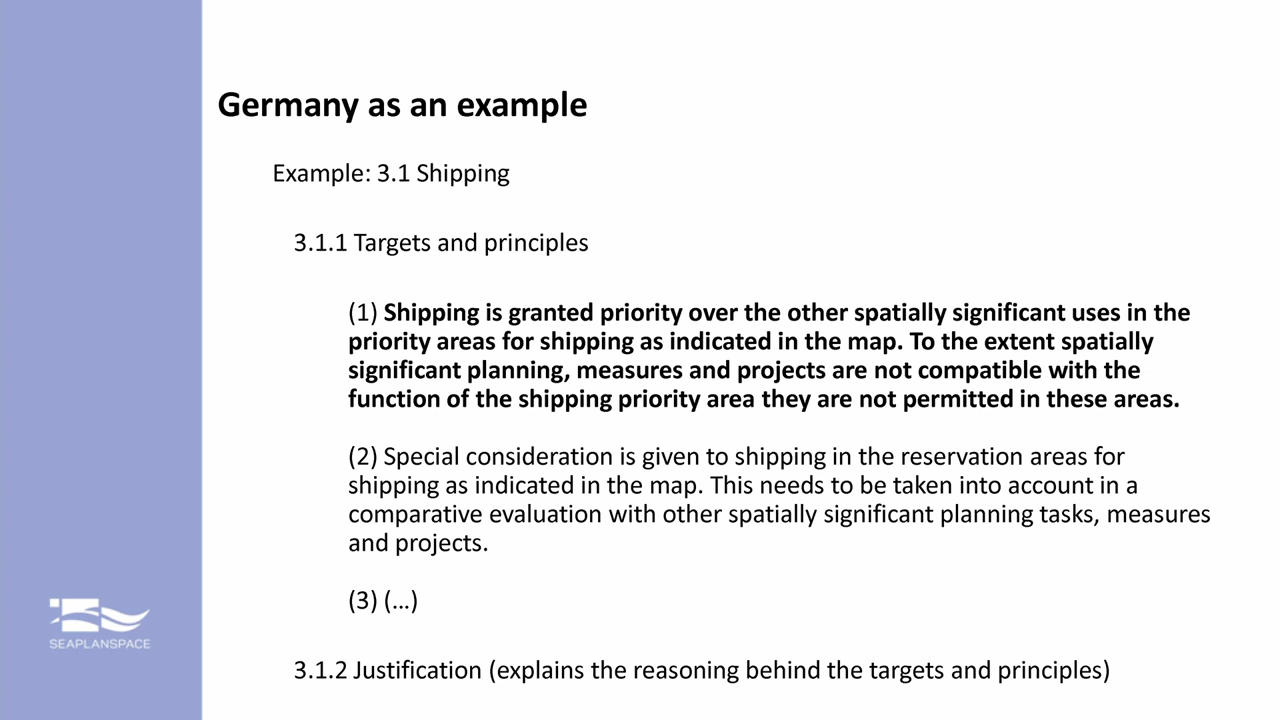 Germany as an example
Example: 3.1 Shipping
3.1.1 Targets and principles
(1) Shipping is granted priority over the other spatially significant uses in the
priority areas for shipping as indicated in the map. To the extent spatially
significant planning, measures and projects are not compatible with the
function of the shipping priority area they are not permitted in these areas.
(2) Special consideration is given to shipping in the reservation areas for
shipping as indicated in the map. This needs to be taken into account in a
comparative evaluation with other spatially significant planning tasks, measures
and projects.
(3) (…)
3.1.2 Justification (explains the reasoning behind the targets and principles)
SEAPLANSPACE